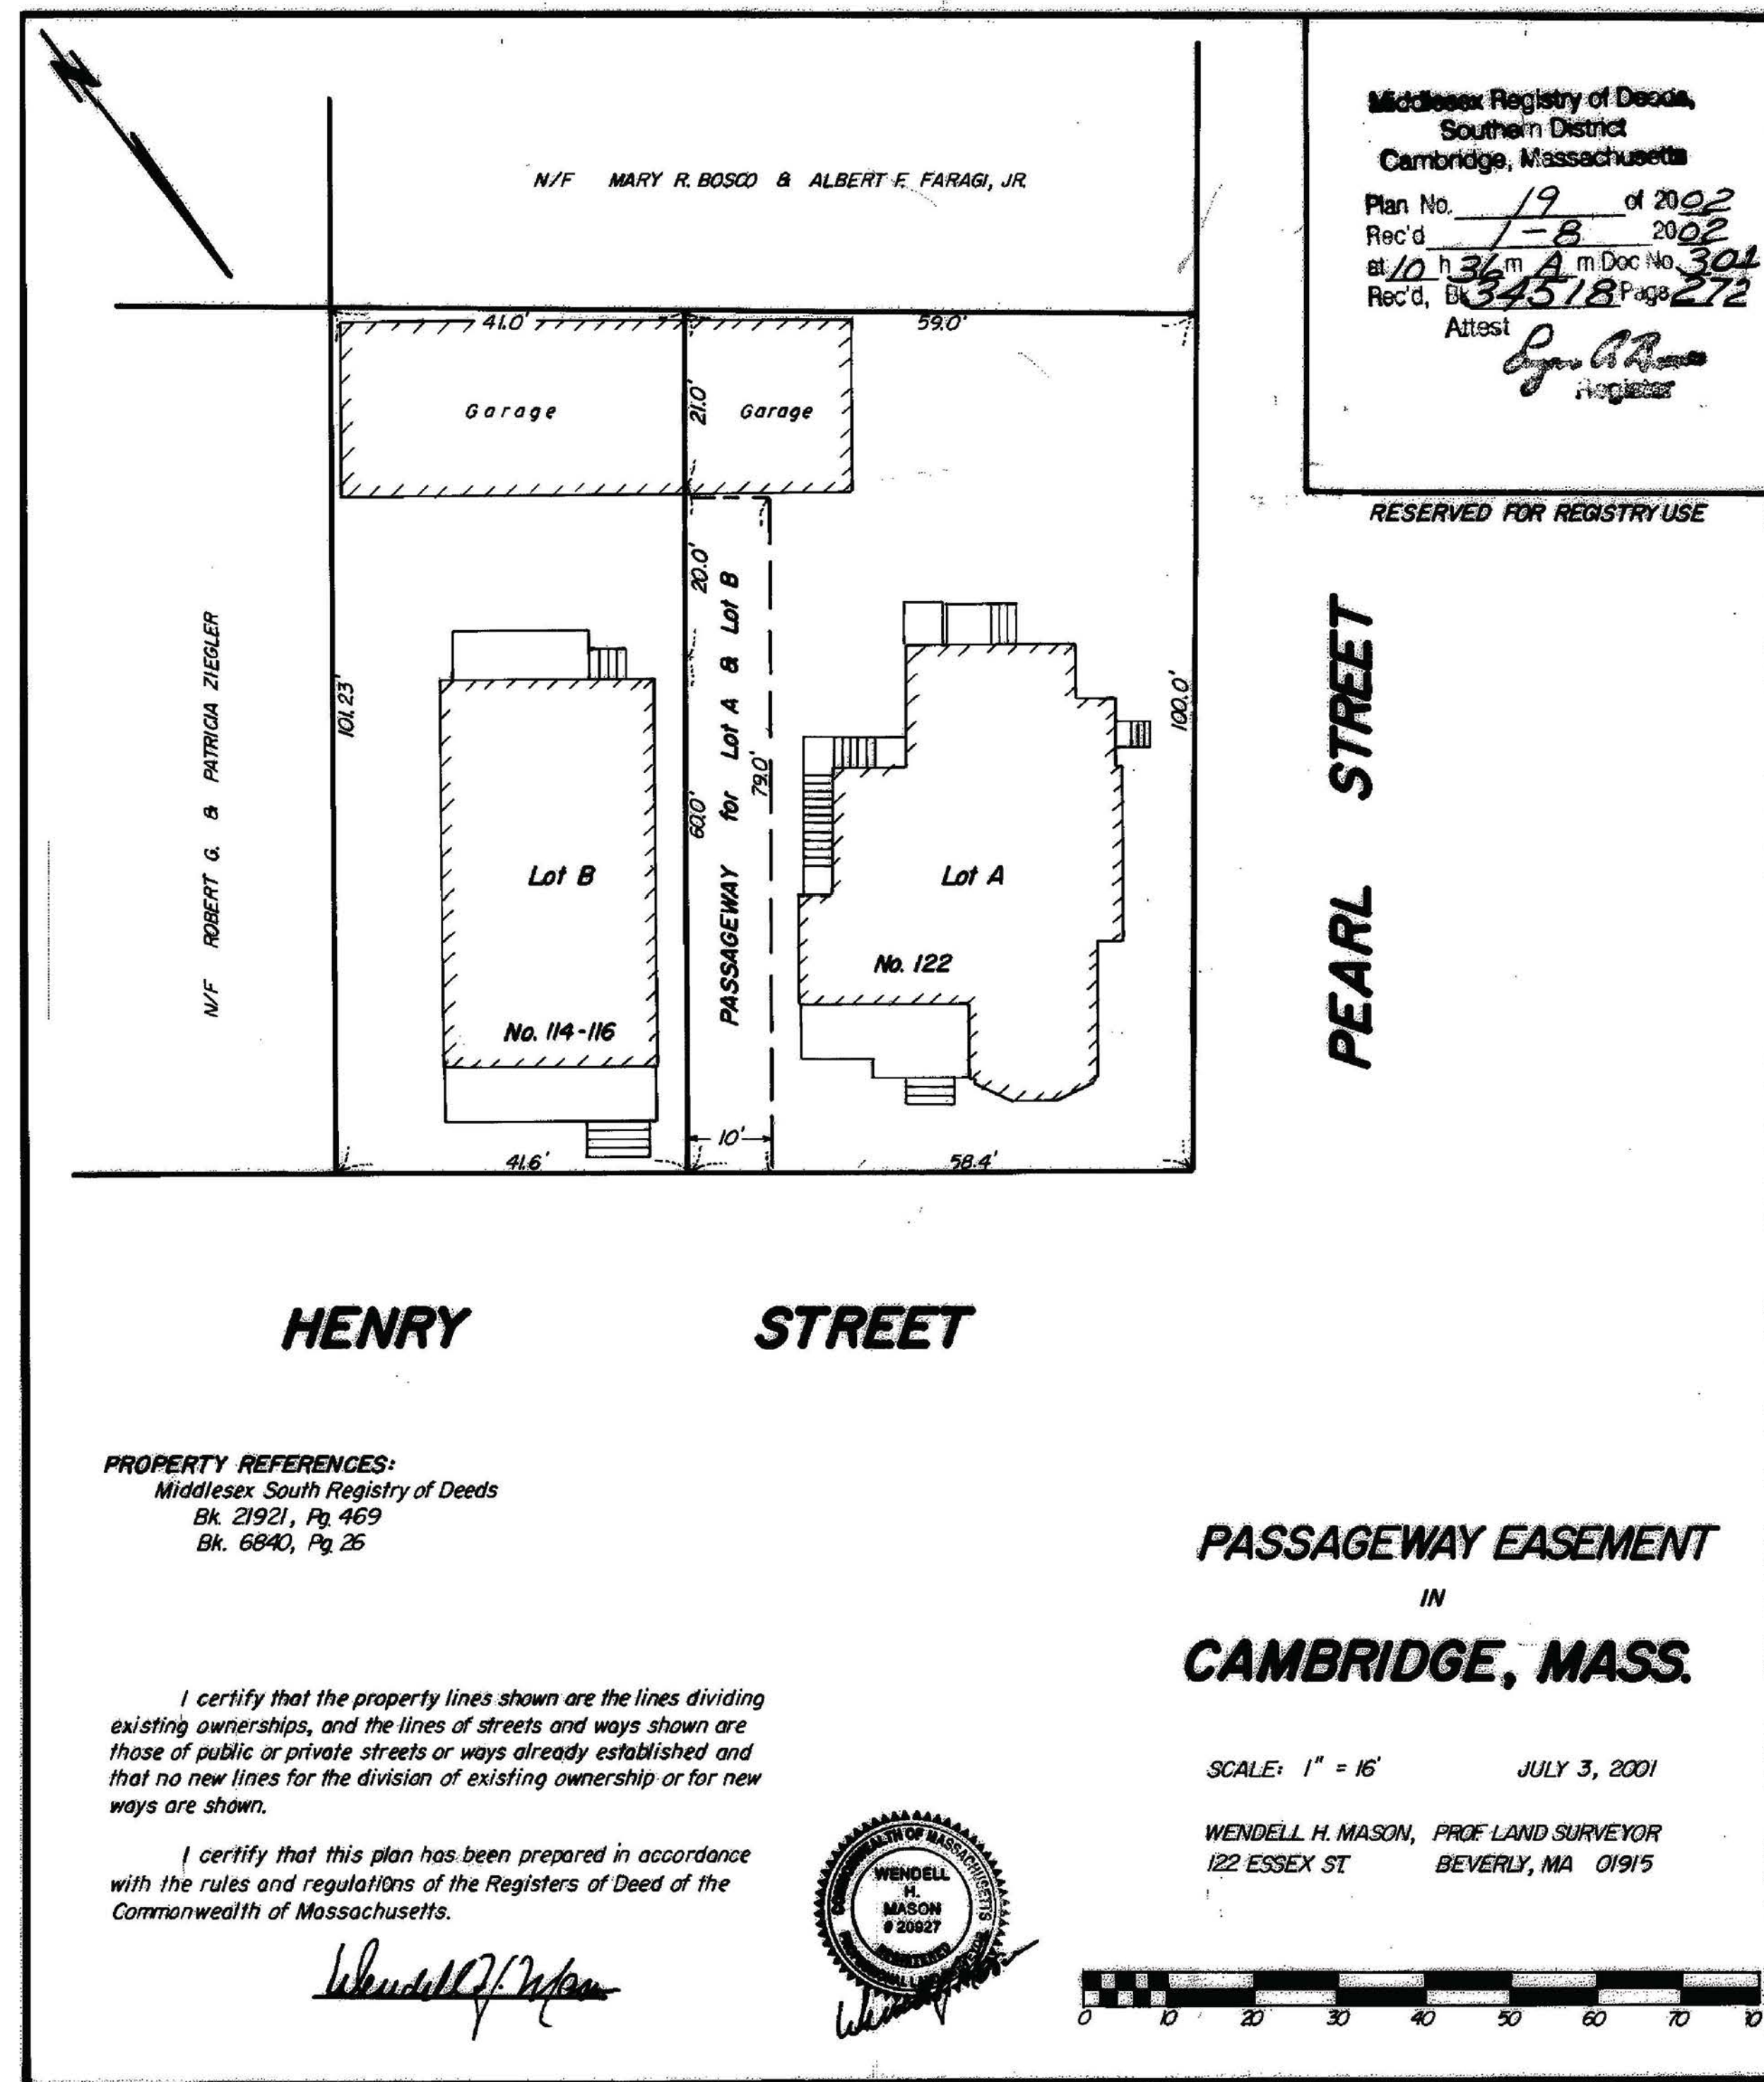 Middlesex Registry of Deeds,
Southern District
Cambridge, Massachusetts
Plan No. 19 of 2002
Rec'd 1-8 2002
at 10 h 36 m A m Doc No. 301
Rec'd, Bk 34518 Page 272
Attest
Register
RESERVED FOR REGISTRY USE
N/F MARY R. BOSCO & ALBERT F. FARAGI, JR.
41.0'
59.0'
Garage
21.0'
Garage
N/F ROBERT G. & PATRICIA ZIEGLER
101.23'
20.0'
60.0'
PASSAGEWAY for Lot A & Lot B
79.0'
100.0'
Lot B
No. 114-116
Lot A
No. 122
10'
41.6'
58.4'
PEARL STREET
HENRY STREET
PROPERTY REFERENCES:
Middlesex South Registry of Deeds
Bk. 21921, Pg. 469
Bk. 6840, Pg. 26
I certify that the property lines shown are the lines dividing
existing ownerships, and the lines of streets and ways shown are
those of public or private streets or ways already established and
that no new lines for the division of existing ownership or for new
ways are shown.
I certify that this plan has been prepared in accordance
with the rules and regulations of the Registers of Deed of the
Commonwealth of Massachusetts.
Wendell H. Mason
COMMONWEALTH OF MASSACHUSETTS
WENDELL
H.
MASON
# 20927
REGISTERED
PROFESSIONAL LAND SURVEYOR
PASSAGEWAY EASEMENT
IN
CAMBRIDGE, MASS.
SCALE: 1" = 16' JULY 3, 2001
WENDELL H. MASON, PROF LAND SURVEYOR
122 ESSEX ST BEVERLY, MA 01915
0 10 20 30 40 50 60 70